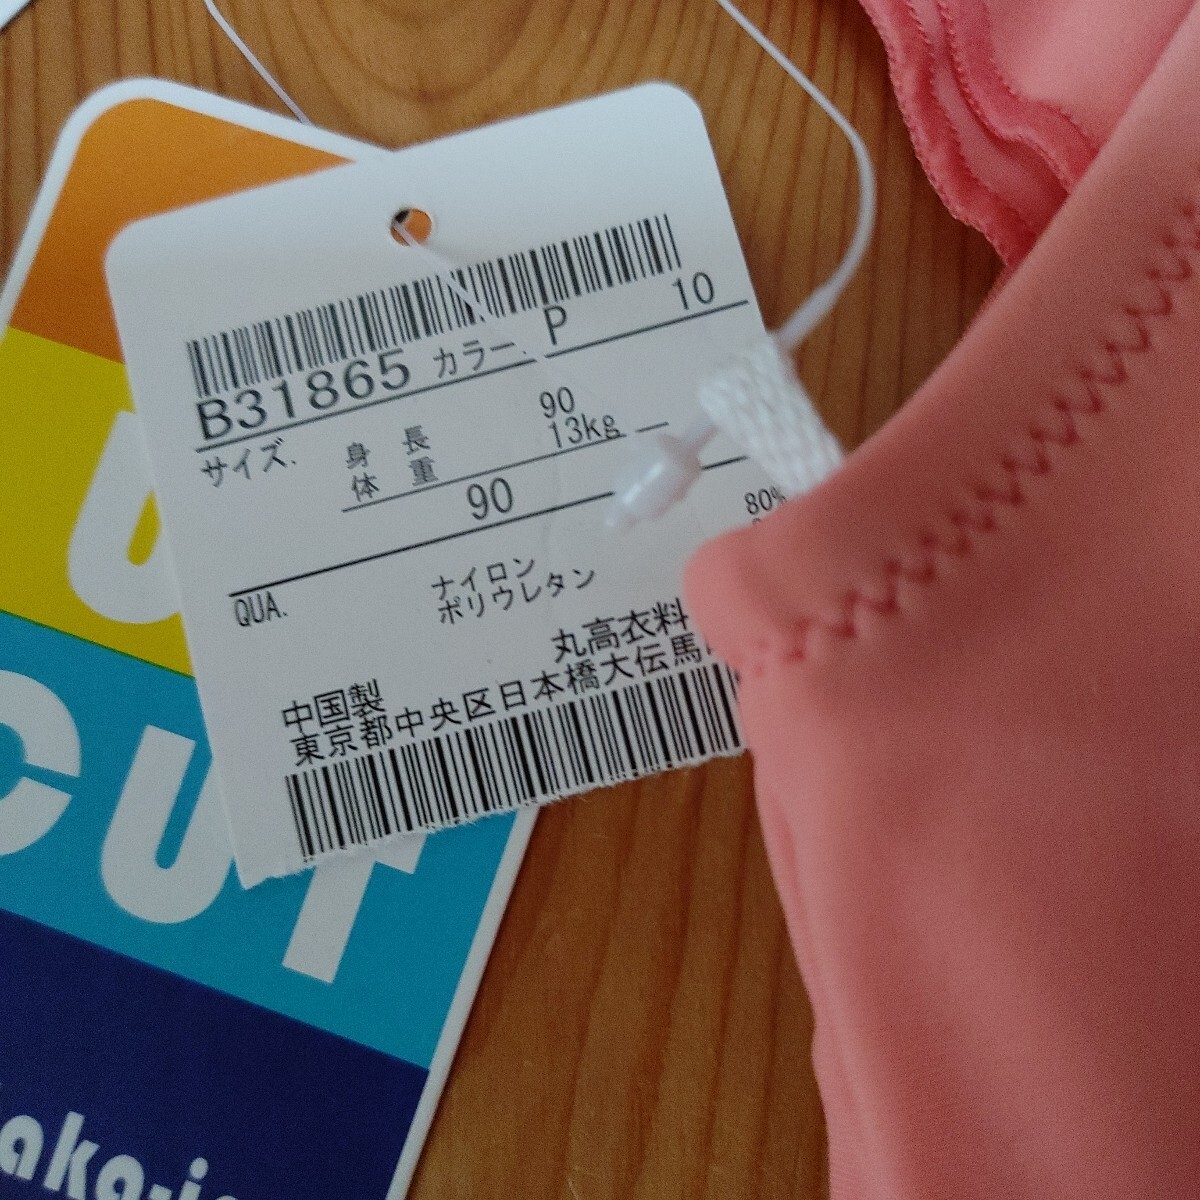 B31865 カラー. P 10
サイズ. 身長 90
体重 13kg
90
QUA. ナイロン 80%
ポリウレタン
丸高衣料
中国製
東京都中央区日本橋大伝馬
U
CUT
aka-i